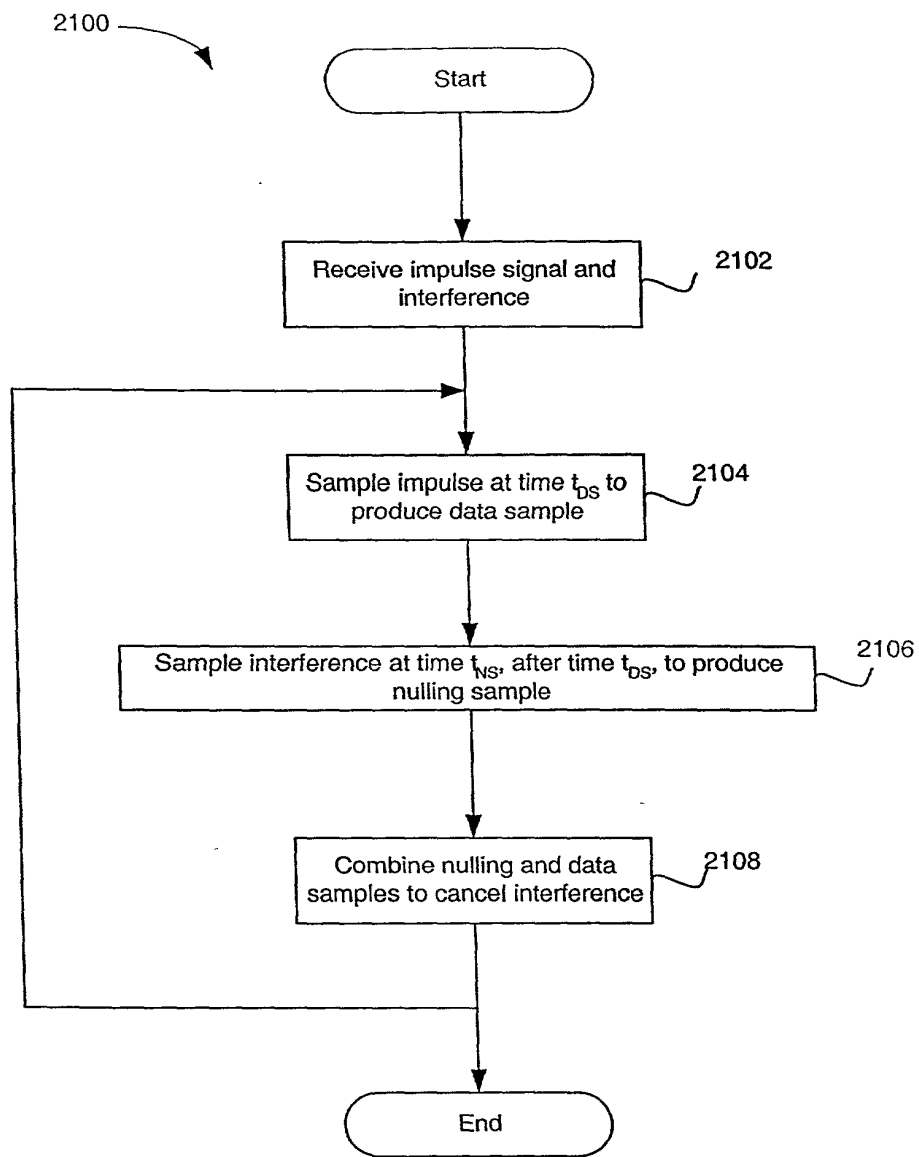 2100
Start
Receive impulse signal and
interference
2102
Sample impulse at time t_DS to
produce data sample
2104
Sample interference at time t_NS, after time t_DS, to produce
nulling sample
2106
Combine nulling and data
samples to cancel interference
2108
End